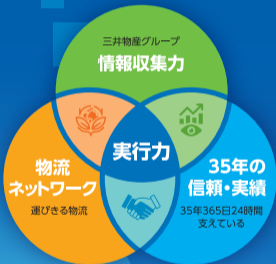 三井物産グループ
情報収集力
実行力
物流
ネットワーク
運びきる物流
35年の
信頼・実績
35年365日24時間
支えている